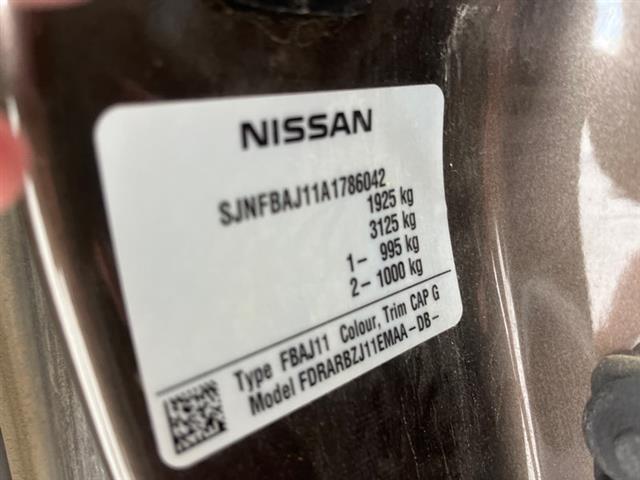 NISSAN
SJNFBAJ11A1786042
1925 kg
3125 kg
1– 995 kg
2– 1000 kg
Type FBAJ11 Colour, Trim CAP G
Model FDRARBZJ11EMAA–DB–